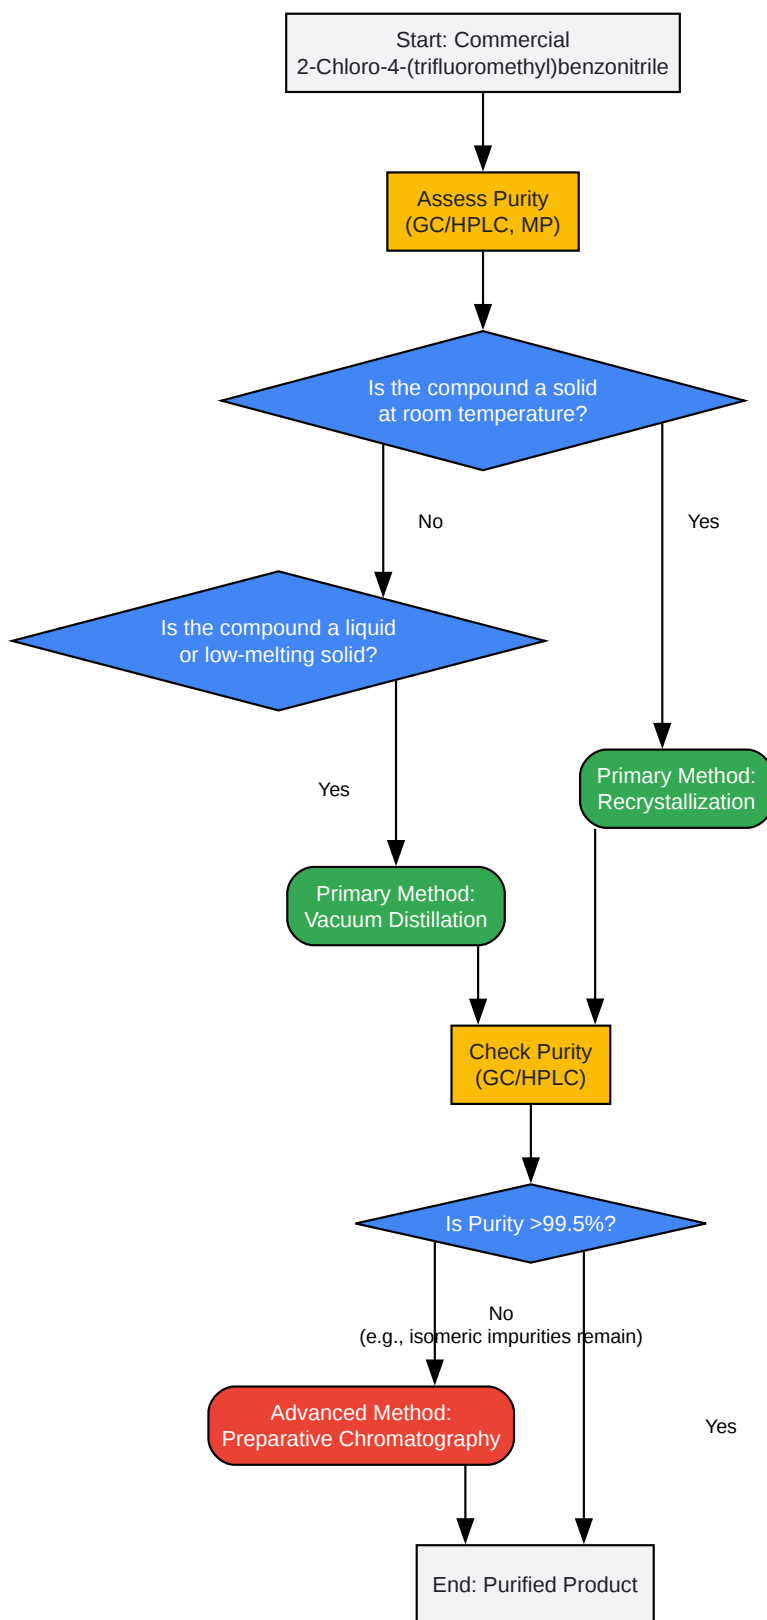 Start: Commercial
2-Chloro-4-(trifluoromethyl)benzonitrile
Assess Purity
(GC/HPLC, MP)
Is the compound a solid
at room temperature?
No
Yes
Is the compound a liquid
or low-melting solid?
Yes
Primary Method:
Recrystallization
Primary Method:
Vacuum Distillation
Check Purity
(GC/HPLC)
Is Purity >99.5%?
No
(e.g., isomeric impurities remain)
Advanced Method:
Preparative Chromatography
Yes
End: Purified Product